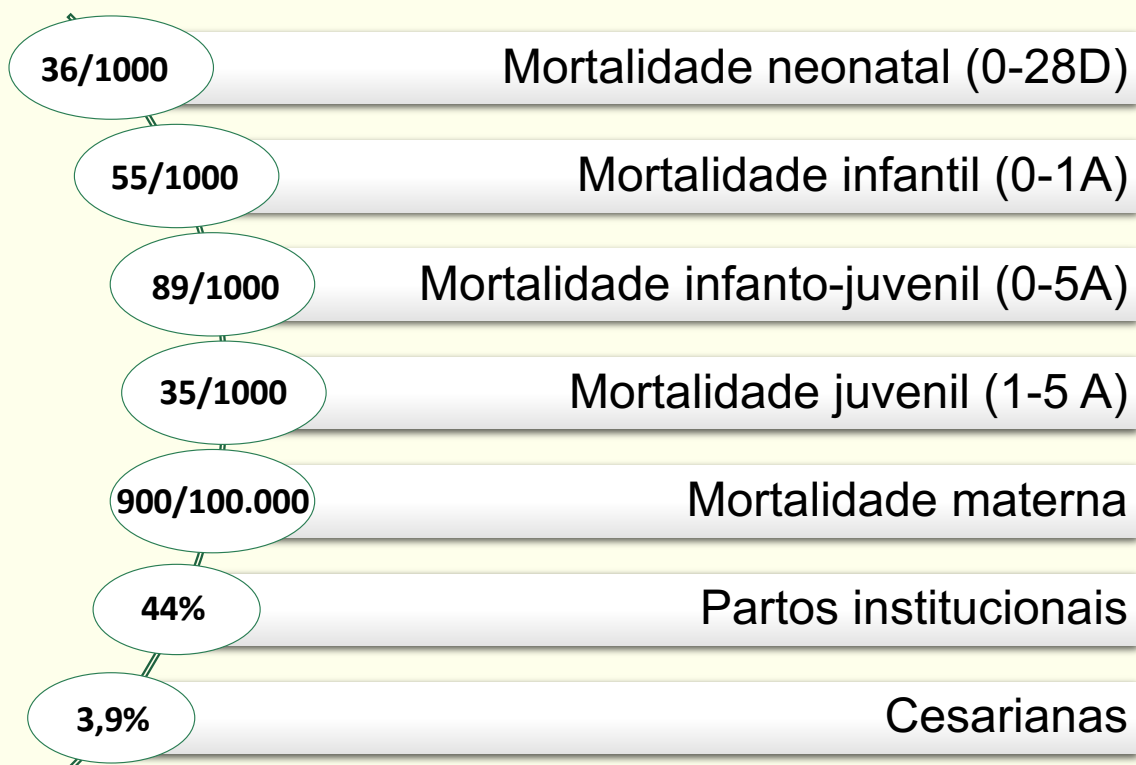 36/1000 Mortalidade neonatal (0-28D)
55/1000 Mortalidade infantil (0-1A)
89/1000 Mortalidade infanto-juvenil (0-5A)
35/1000 Mortalidade juvenil (1-5 A)
900/100.000 Mortalidade materna
44% Partos institucionais
3,9% Cesarianas